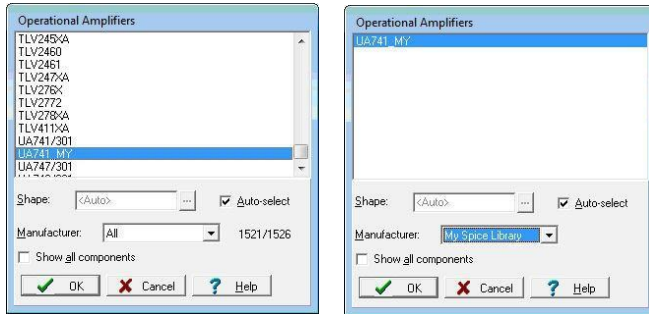 Operational Amplifiers
TLV245XA
TLV2460
TLV2461
TLV247XA
TLV276X
TLV2772
TLV278XA
TLV411XA
UA741/301
UA741_MY
UA747/301
Shape: <Auto> ... Auto-select
Manufacturer: All 1521/1526
Show all components
OK Cancel ? Help
Operational Amplifiers
UA741_MY
Shape: <Auto> ... Auto-select
Manufacturer: My Spice Library
Show all components
OK Cancel ? Help